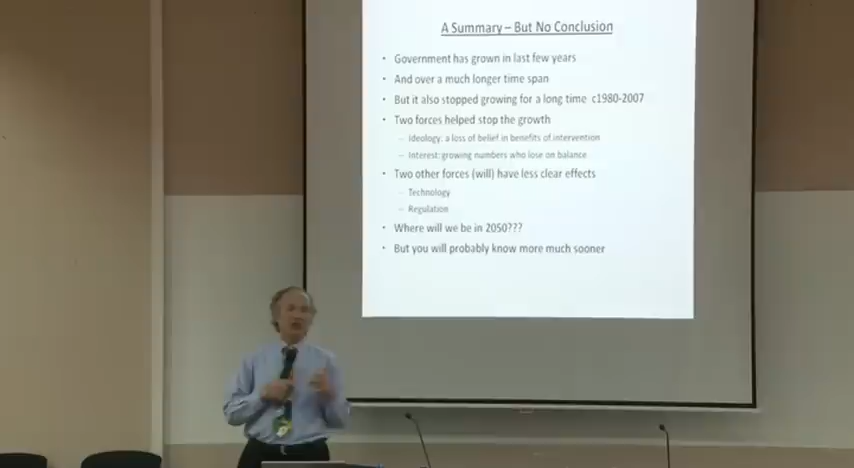 A Summary – But No Conclusion
• Government has grown in last few years
• And over a much longer time span
• But it also stopped growing for a long time c1980-2007
• Two forces helped stop the growth
– Ideology: a loss of belief in benefits of intervention
– Interest: growing numbers who lose on balance
• Two other forces (will) have less clear effects
– Technology
– Regulation
• Where will we be in 2050???
• But you will probably know more much sooner